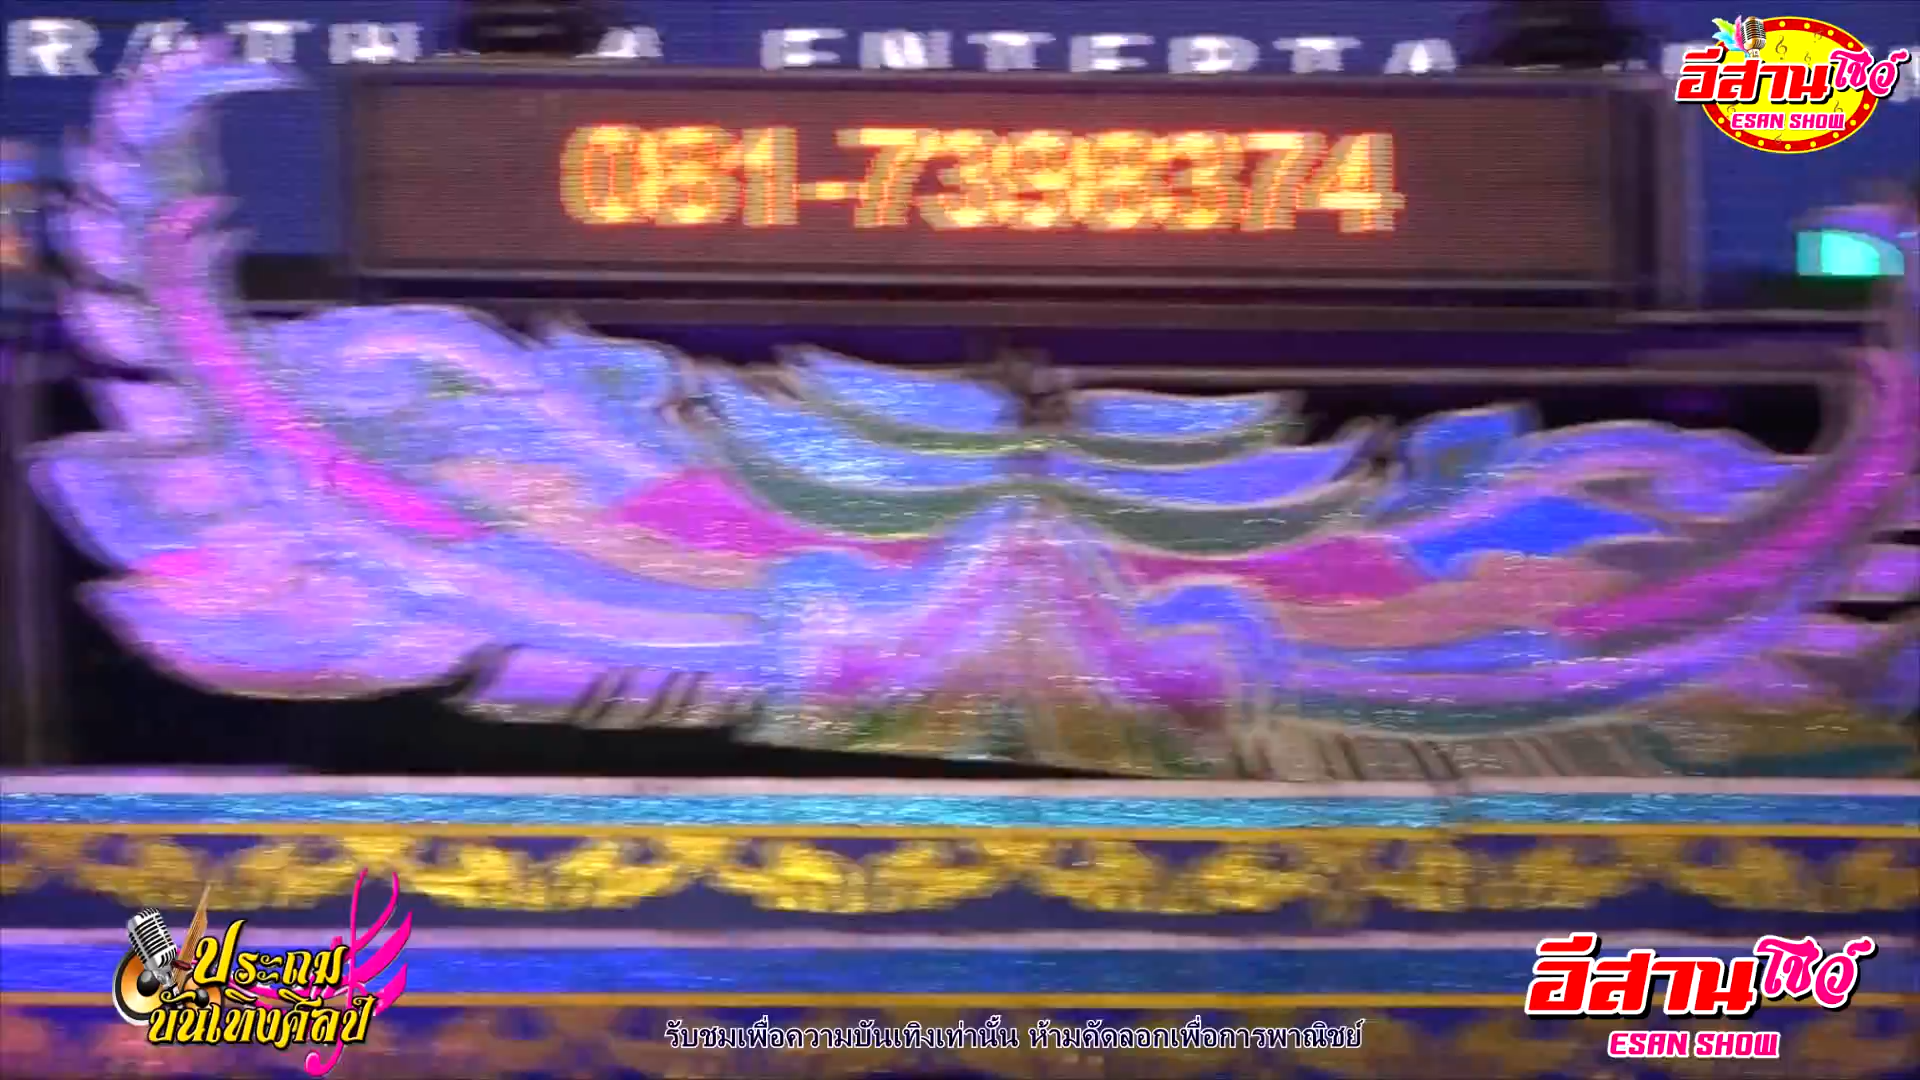 ENTERTA
อีสานโชว์
ESAN SHOW
ประถม
บันเทิงศิลป์
อีสานโชว์
ESAN SHOW
รับชมเพื่อความบันเทิงเท่านั้น ห้ามคัดลอกเพื่อการพาณิชย์